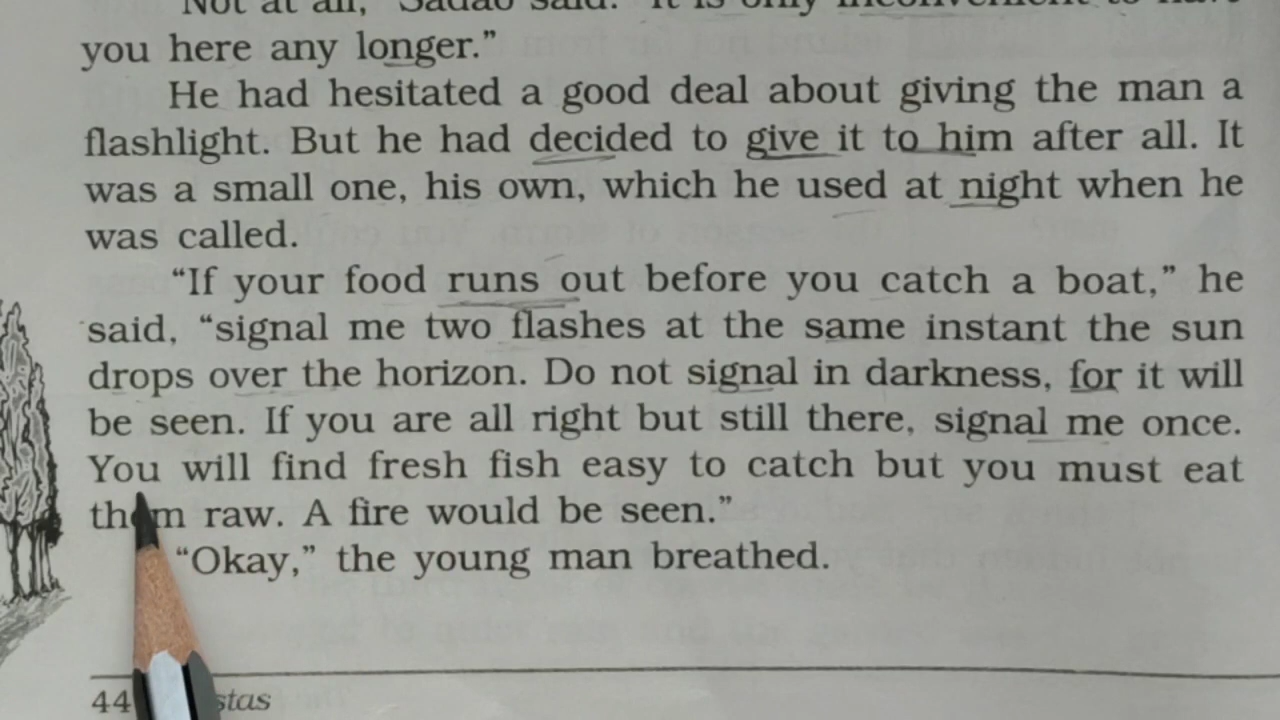 "Not at all," Sadao said. "It is only inconvenient to have
you here any longer."
He had hesitated a good deal about giving the man a
flashlight. But he had decided to give it to him after all. It
was a small one, his own, which he used at night when he
was called.
"If your food runs out before you catch a boat," he
said, "signal me two flashes at the same instant the sun
drops over the horizon. Do not signal in darkness, for it will
be seen. If you are all right but still there, signal me once.
You will find fresh fish easy to catch but you must eat
them raw. A fire would be seen."
"Okay," the young man breathed.
44 stas